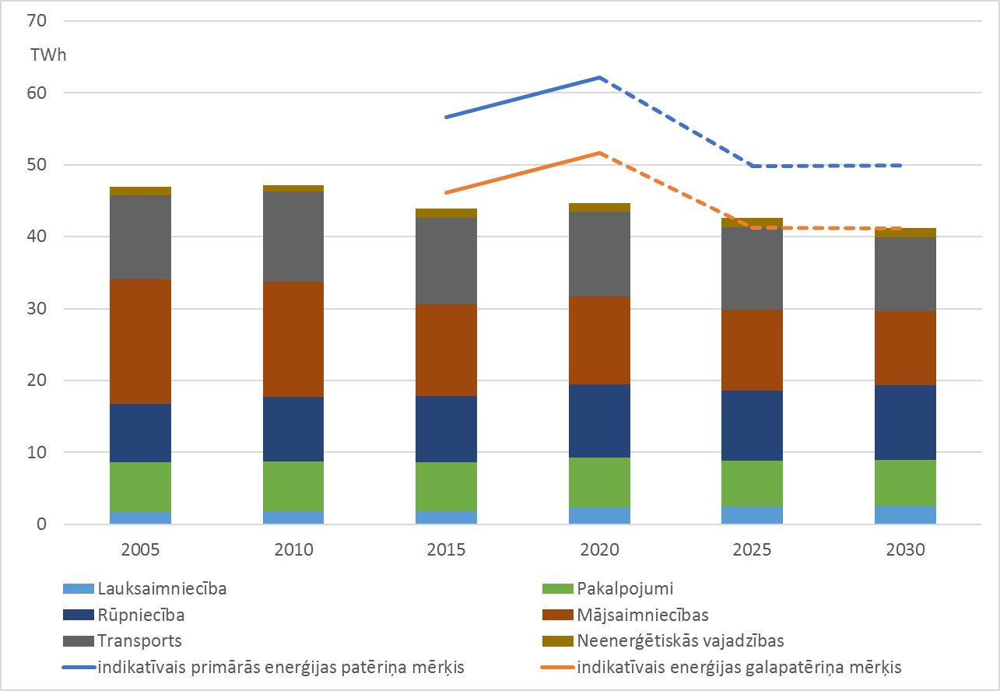 70
TWh
60
50
40
30
20
10
0
2005 2010 2015 2020 2025 2030
Lauksaimniecība Pakalpojumi
Rūpniecība Mājsaimniecības
Transports Neenerģētiskās vajadzības
indikatīvais primārās enerģijas patēriņa mērķis indikatīvais enerģijas galapatēriņa mērķis